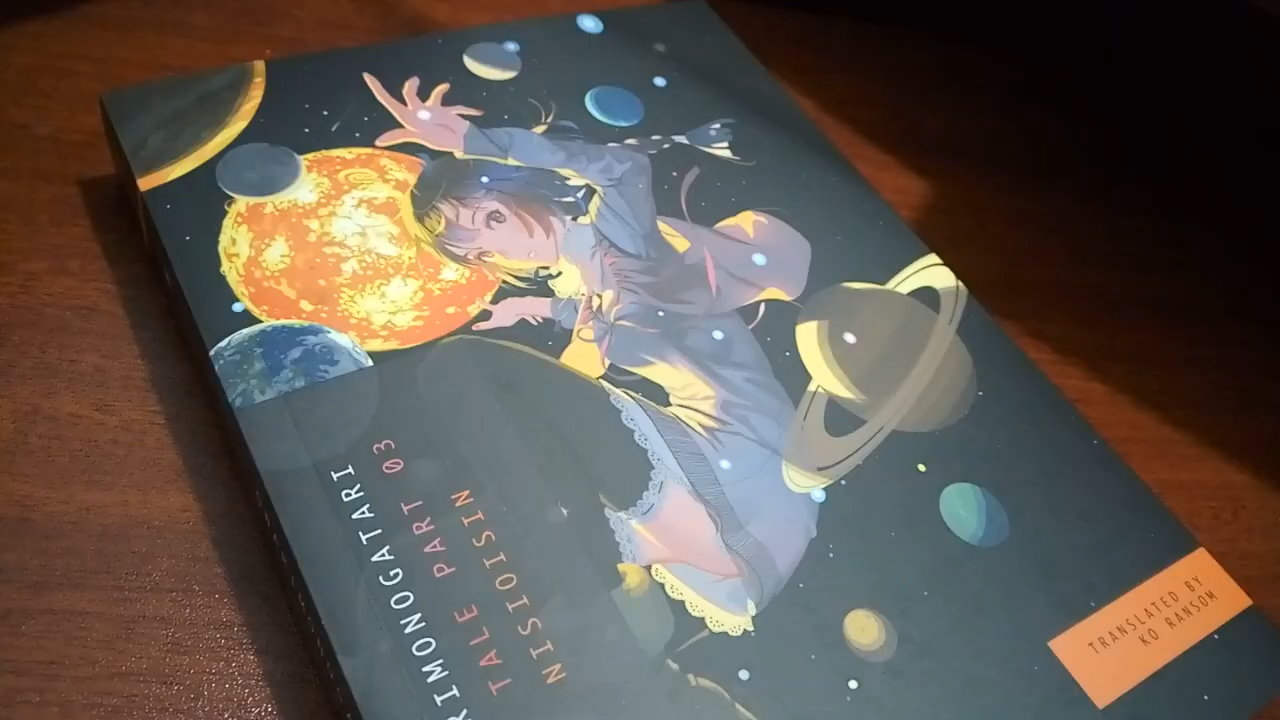 RIMONOGATARI
TALE PART 03
NISIOISIN
TRANSLATED BY
KO RANSOM